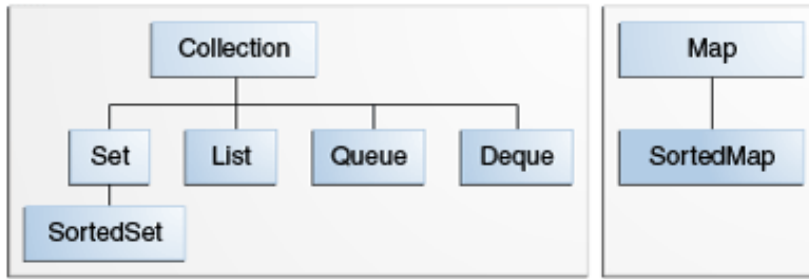 Collection
Set
List
Queue
Deque
SortedSet
Map
SortedMap